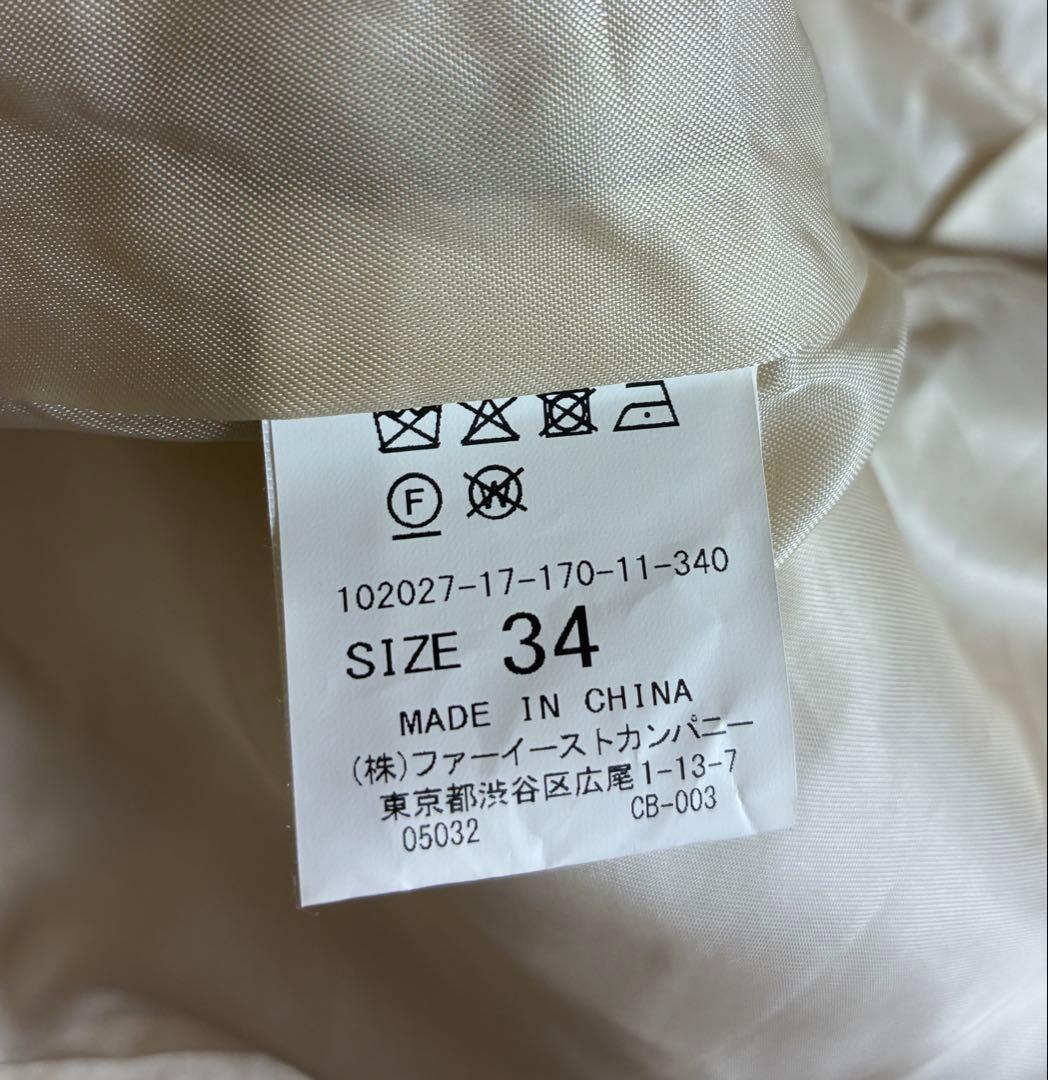 F W
102027-17-170-11-340
SIZE 34
MADE IN CHINA
(株)ファーイーストカンパニー
東京都渋谷区広尾1-13-7
05032 CB-003